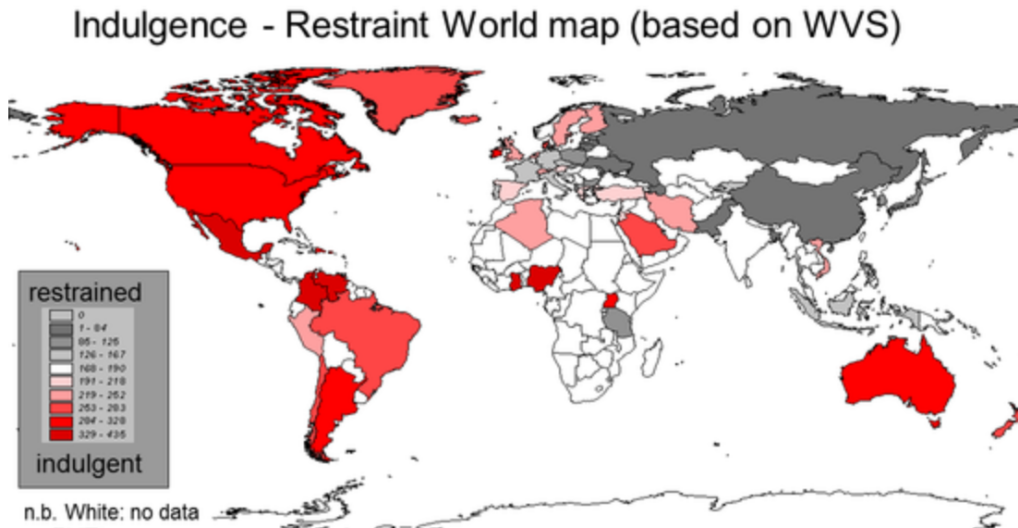 Indulgence - Restraint World map (based on WVS)
restrained
0
1 - 84
85 - 125
126 - 167
168 - 190
191 - 218
219 - 252
253 - 283
284 - 328
329 - 435
indulgent
n.b. White: no data